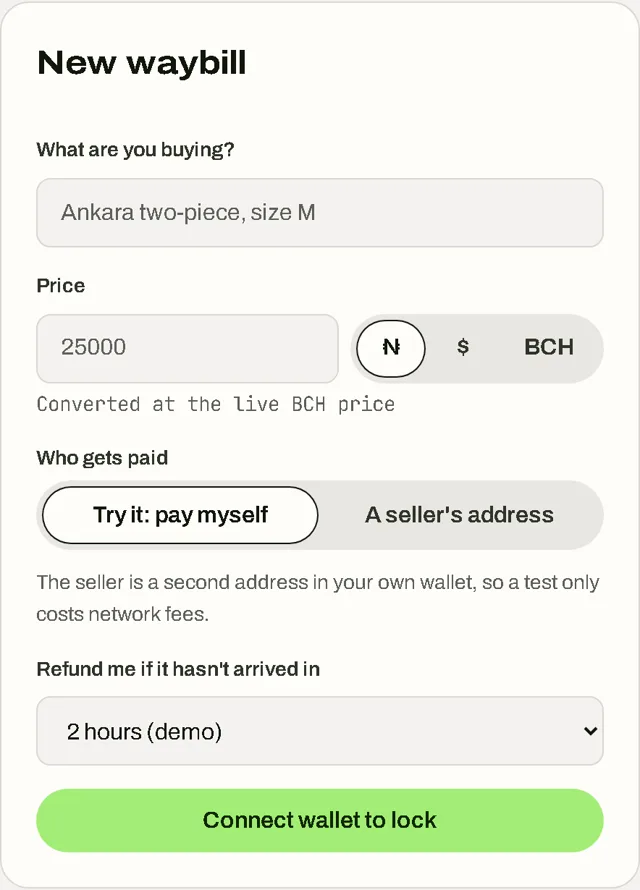 New waybill
What are you buying?
Ankara two-piece, size M
Price
25000
₦ $ BCH
Converted at the live BCH price
Who gets paid
Try it: pay myself
A seller's address
The seller is a second address in your own wallet, so a test only
costs network fees.
Refund me if it hasn't arrived in
2 hours (demo)
Connect wallet to lock